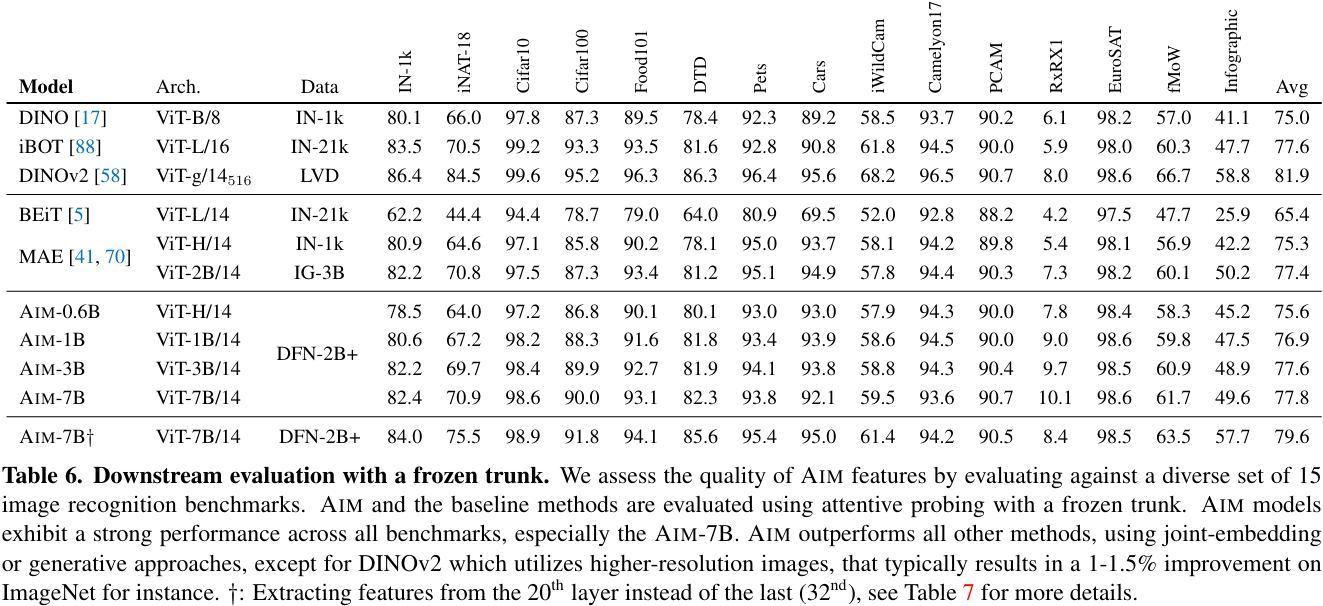 Model Arch. Data IN-1k iNAT-18 Cifar10 Cifar100 Food101 DTD Pets Cars iWildCam Camelyon17 PCAM RxRX1 EuroSAT fMoW Infographic Avg
DINO [17] ViT-B/8 IN-1k 80.1 66.0 97.8 87.3 89.5 78.4 92.3 89.2 58.5 93.7 90.2 6.1 98.2 57.0 41.1 75.0
iBOT [88] ViT-L/16 IN-21k 83.5 70.5 99.2 93.3 93.5 81.6 92.8 90.8 61.8 94.5 90.0 5.9 98.0 60.3 47.7 77.6
DINOv2 [58] ViT-g/14₅₁₆ LVD 86.4 84.5 99.6 95.2 96.3 86.3 96.4 95.6 68.2 96.5 90.7 8.0 98.6 66.7 58.8 81.9
BEiT [5] ViT-L/14 IN-21k 62.2 44.4 94.4 78.7 79.0 64.0 80.9 69.5 52.0 92.8 88.2 4.2 97.5 47.7 25.9 65.4
MAE [41, 70]
ViT-H/14 IN-1k 80.9 64.6 97.1 85.8 90.2 78.1 95.0 93.7 58.1 94.2 89.8 5.4 98.1 56.9 42.2 75.3
ViT-2B/14 IG-3B 82.2 70.8 97.5 87.3 93.4 81.2 95.1 94.9 57.8 94.4 90.3 7.3 98.2 60.1 50.2 77.4
AIM-0.6B ViT-H/14 78.5 64.0 97.2 86.8 90.1 80.1 93.0 93.0 57.9 94.3 90.0 7.8 98.4 58.3 45.2 75.6
AIM-1B ViT-1B/14 80.6 67.2 98.2 88.3 91.6 81.8 93.4 93.9 58.6 94.5 90.0 9.0 98.6 59.8 47.5 76.9
DFN-2B+
AIM-3B ViT-3B/14 82.2 69.7 98.4 89.9 92.7 81.9 94.1 93.8 58.8 94.3 90.4 9.7 98.5 60.9 48.9 77.6
AIM-7B ViT-7B/14 82.4 70.9 98.6 90.0 93.1 82.3 93.8 92.1 59.5 93.6 90.7 10.1 98.6 61.7 49.6 77.8
AIM-7B† ViT-7B/14 DFN-2B+ 84.0 75.5 98.9 91.8 94.1 85.6 95.4 95.0 61.4 94.2 90.5 8.4 98.5 63.5 57.7 79.6
Table 6. Downstream evaluation with a frozen trunk. We assess the quality of AIM features by evaluating against a diverse set of 15
image recognition benchmarks. AIM and the baseline methods are evaluated using attentive probing with a frozen trunk. AIM models
exhibit a strong performance across all benchmarks, especially the AIM-7B. AIM outperforms all other methods, using joint-embedding
or generative approaches, except for DINOv2 which utilizes higher-resolution images, that typically results in a 1-1.5% improvement on
ImageNet for instance. †: Extracting features from the 20th layer instead of the last (32nd), see Table 7 for more details.